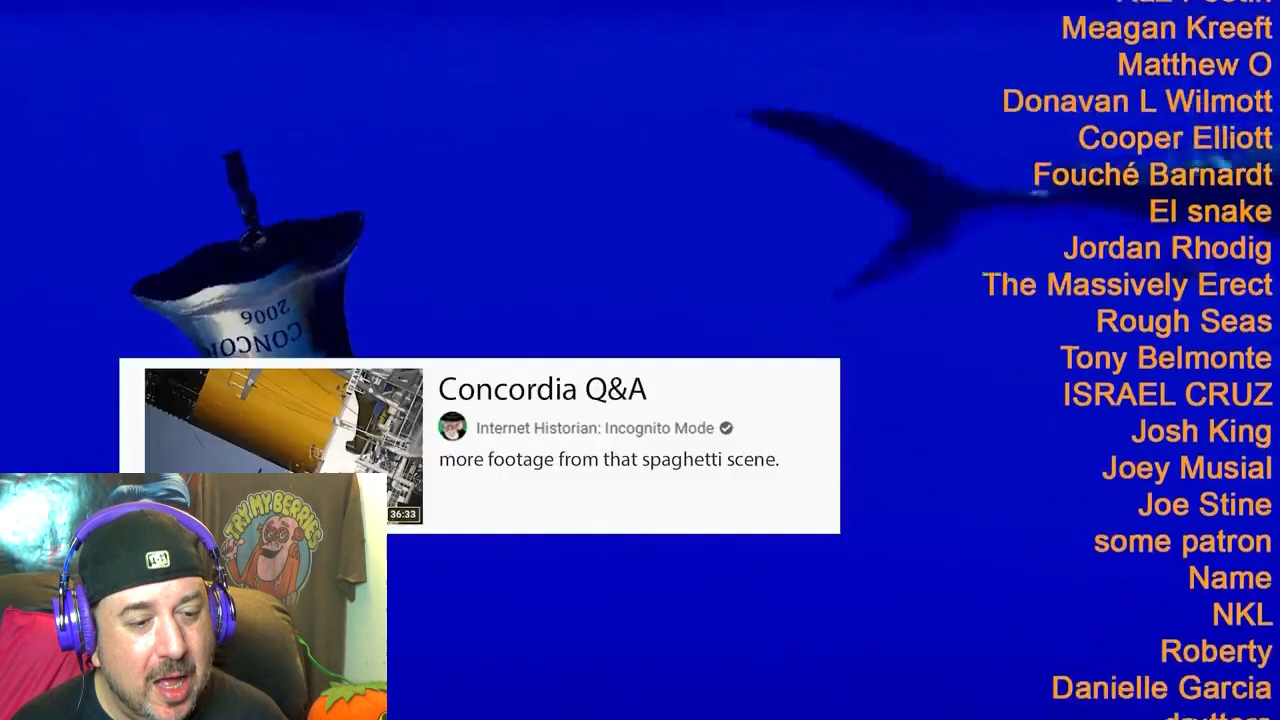 Meagan Kreeft
Matthew O
Donavan L Wilmott
Cooper Elliott
Fouché Barnardt
El snake
Jordan Rhodig
The Massively Erect
Rough Seas
Tony Belmonte
ISRAEL CRUZ
Josh King
Joey Musial
Joe Stine
some patron
Name
NKL
Roberty
Danielle Garcia
2006
Concordia Q&A
Internet Historian: Incognito Mode
more footage from that spaghetti scene.
36:33
TRY MY BERRIES